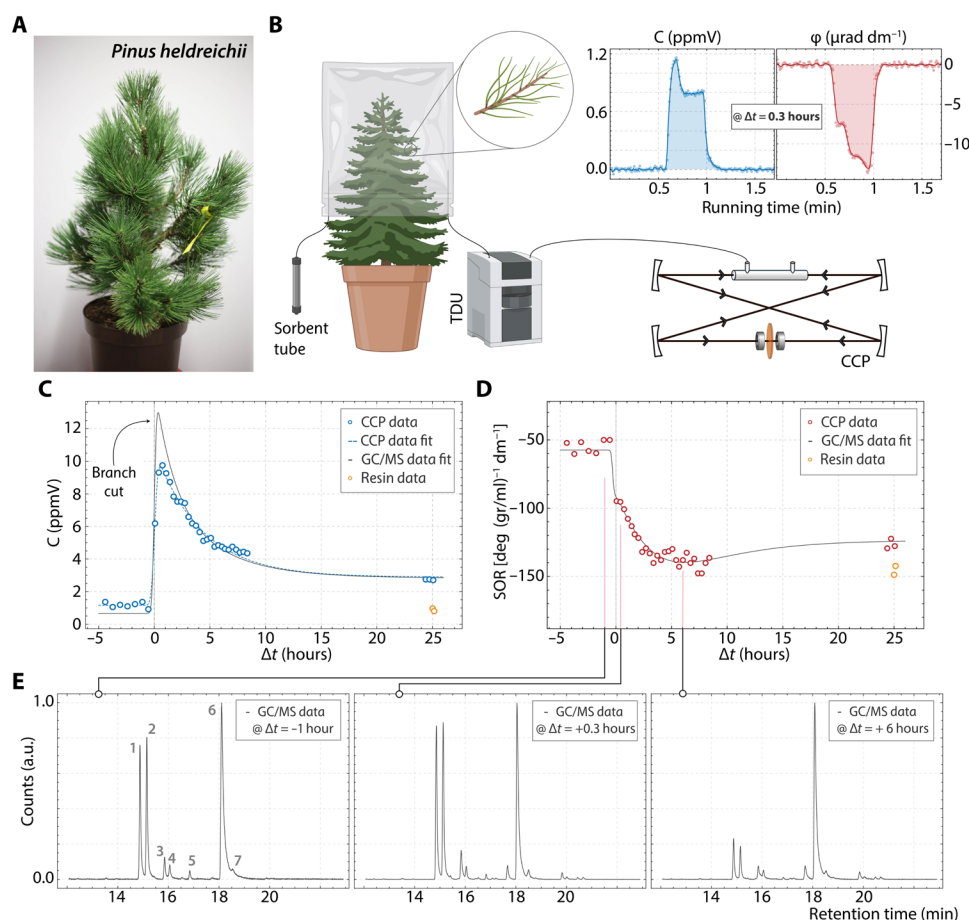 A
Pinus heldreichii
B
Sorbent
tube
TDU
C (ppmV)
φ (μrad dm⁻¹)
1.2
0.6
0.0
0
−5
−10
@ Δt = 0.3 hours
0.5
1
0.5
1
Running time (min)
CCP
C
C (ppmV)
12
10
8
6
4
2
0
Branch
cut
CCP data
CCP data fit
GC/MS data fit
Resin data
−5
0
5
10
15
20
25
Δt (hours)
D
SOR [deg (gr/ml)⁻¹ dm⁻¹]
−50
−100
−150
CCP data
GC/MS data fit
Resin data
−5
0
5
10
15
20
25
Δt (hours)
E
Counts (a.u.)
1.0
0.0
1
2
3
4
5
6
7
GC/MS data
@ Δt = −1 hour
14
16
18
20
GC/MS data
@ Δt = +0.3 hours
14
16
18
20
GC/MS data
@ Δt = + 6 hours
14
16
18
20
Retention time (min)